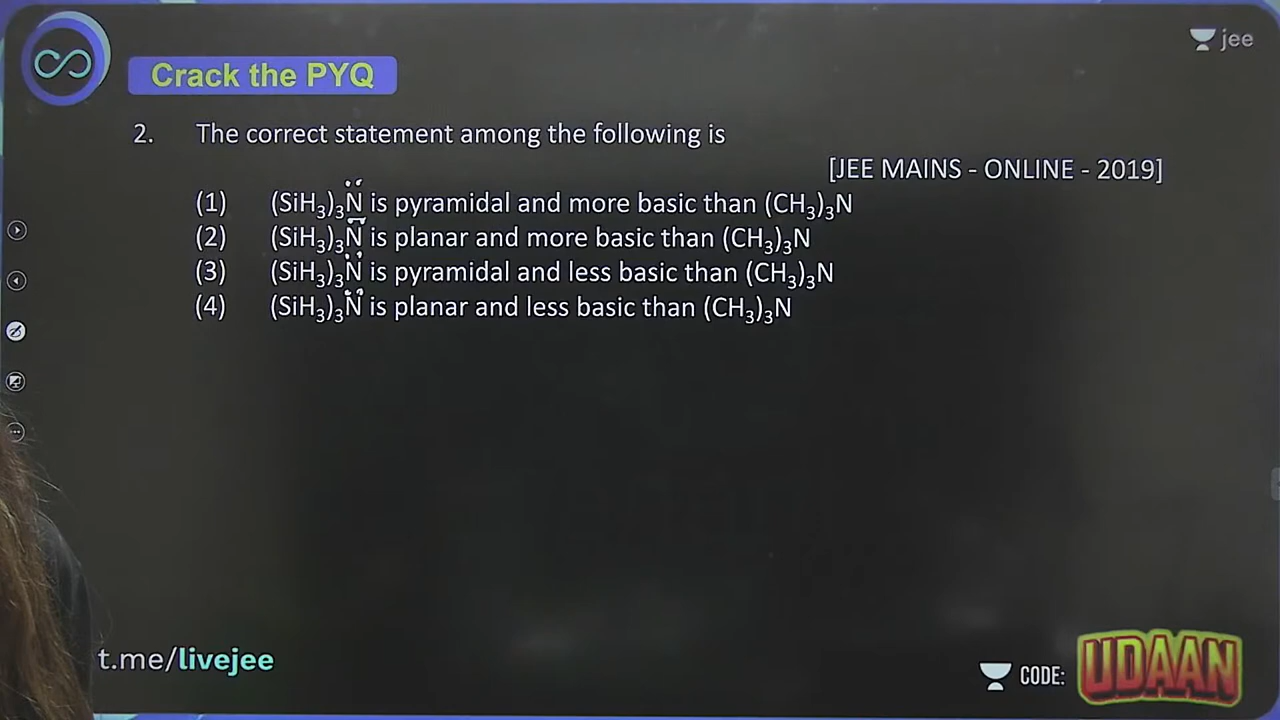 jee
Crack the PYQ
2. The correct statement among the following is
[JEE MAINS - ONLINE - 2019]
(1) (SiH₃)₃N̈ is pyramidal and more basic than (CH₃)₃N
(2) (SiH₃)₃N̈ is planar and more basic than (CH₃)₃N
(3) (SiH₃)₃N̈ is pyramidal and less basic than (CH₃)₃N
(4) (SiH₃)₃N̈ is planar and less basic than (CH₃)₃N
t.me/livejee
CODE: UDAAN